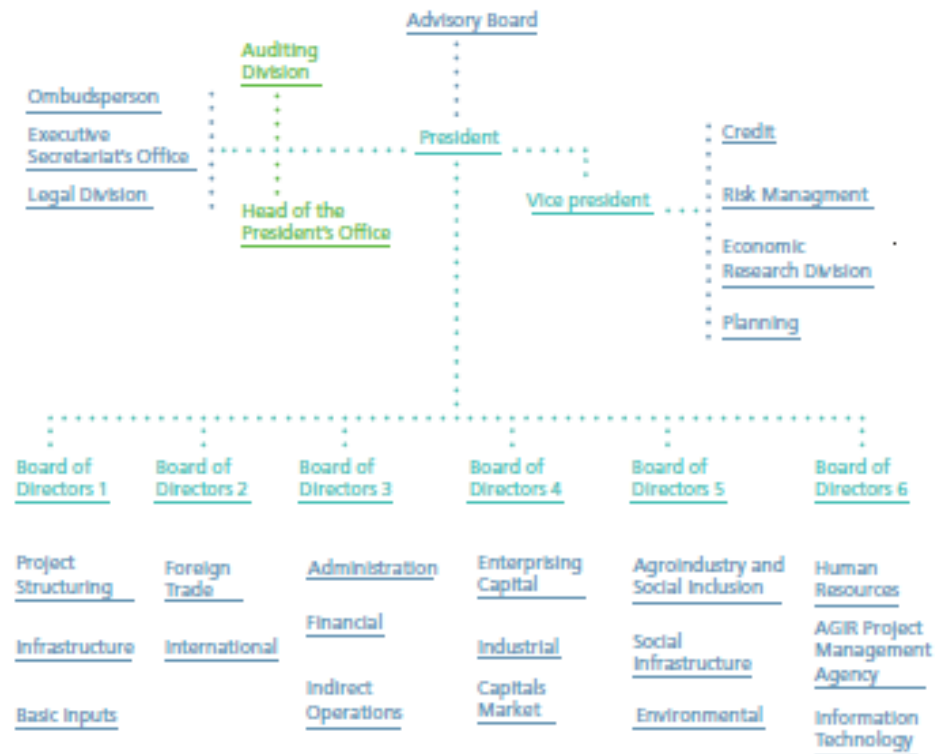 Advisory Board
Auditing
Division
Ombudsperson
Executive
Secretariat's Office
Legal Division
President
Credit
Vice president
Risk Managment
Head of the
President's Office
Economic
Research Division
Planning
Board of
Directors 1
Board of
Directors 2
Board of
Directors 3
Board of
Directors 4
Board of
Directors 5
Board of
Directors 6
Project
Structuring
Infrastructure
Basic Inputs
Foreign
Trade
International
Administration
Financial
Indirect
Operations
Enterprising
Capital
Industrial
Capitals
Market
Agroindustry and
Social Inclusion
Social
Infrastructure
Environmental
Human
Resources
AGIR Project
Management
Agency
Information
Technology